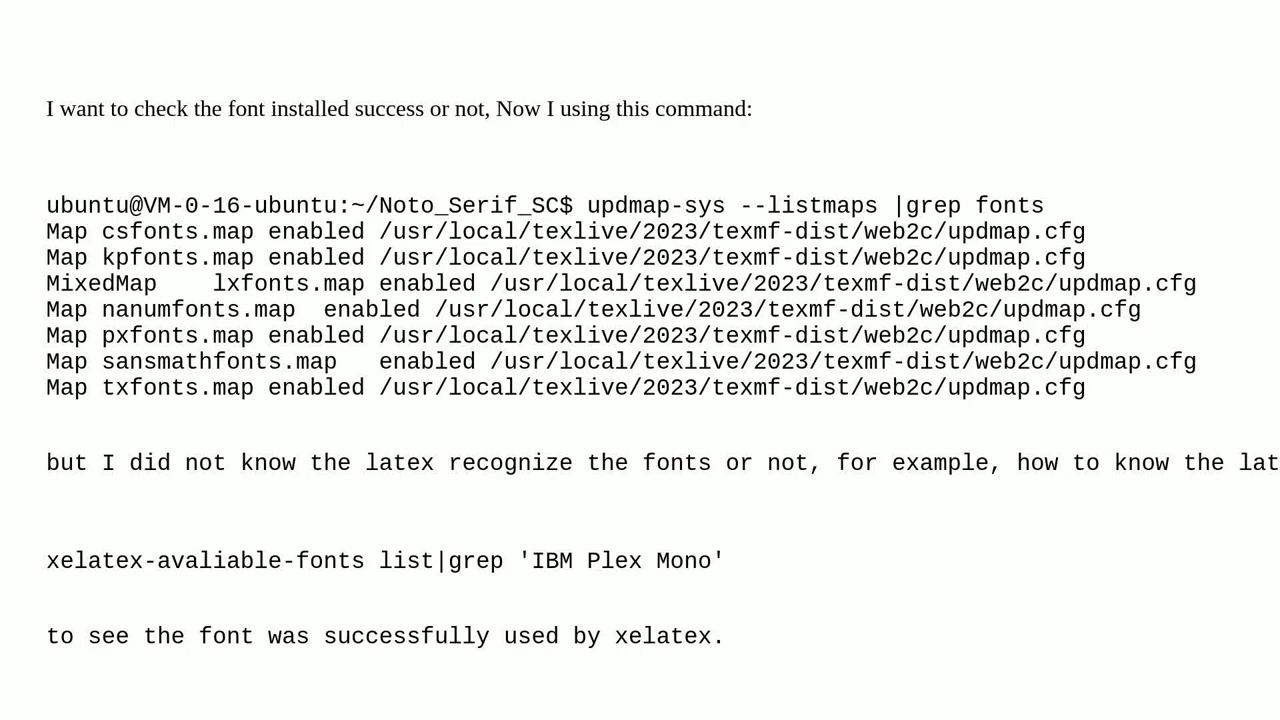 I want to check the font installed success or not, Now I using this command:
ubuntu@VM-0-16-ubuntu:~/Noto_Serif_SC$ updmap-sys --listmaps |grep fonts
Map csfonts.map enabled /usr/local/texlive/2023/texmf-dist/web2c/updmap.cfg
Map kpfonts.map enabled /usr/local/texlive/2023/texmf-dist/web2c/updmap.cfg
MixedMap    lxfonts.map enabled /usr/local/texlive/2023/texmf-dist/web2c/updmap.cfg
Map nanumfonts.map  enabled /usr/local/texlive/2023/texmf-dist/web2c/updmap.cfg
Map pxfonts.map enabled /usr/local/texlive/2023/texmf-dist/web2c/updmap.cfg
Map sansmathfonts.map   enabled /usr/local/texlive/2023/texmf-dist/web2c/updmap.cfg
Map txfonts.map enabled /usr/local/texlive/2023/texmf-dist/web2c/updmap.cfg
but I did not know the latex recognize the fonts or not, for example, how to know the lat
xelatex-avaliable-fonts list|grep 'IBM Plex Mono'
to see the font was successfully used by xelatex.